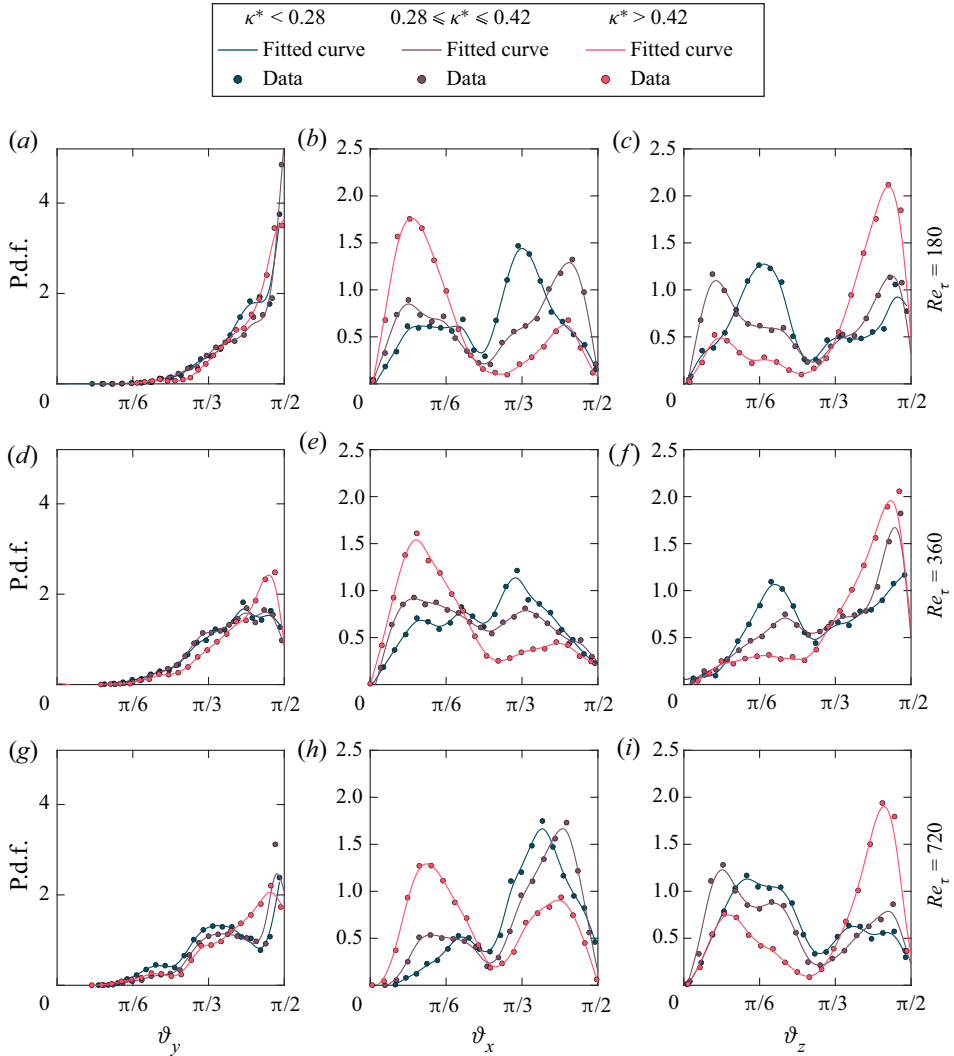 κ* < 0.28 0.28 ⩽ κ* ⩽ 0.42 κ* > 0.42
Fitted curve Fitted curve Fitted curve
Data Data Data
(a) (b) (c)
P.d.f.
4
2
0 π/6 π/3 π/2
2.5
2.0
1.5
1.0
0.5
0 π/6 π/3 π/2
2.5
2.0
1.5
1.0
0.5
0 π/6 π/3 π/2
Re_τ = 180
(d) (e) (f)
P.d.f.
4
2
0 π/6 π/3 π/2
2.5
2.0
1.5
1.0
0.5
0 π/6 π/3 π/2
2.5
2.0
1.5
1.0
0.5
0 π/6 π/3 π/2
Re_τ = 360
(g) (h) (i)
P.d.f.
4
2
0 π/6 π/3 π/2
2.5
2.0
1.5
1.0
0.5
0 π/6 π/3 π/2
2.5
2.0
1.5
1.0
0.5
0 π/6 π/3 π/2
Re_τ = 720
ϑ_y ϑ_x ϑ_z